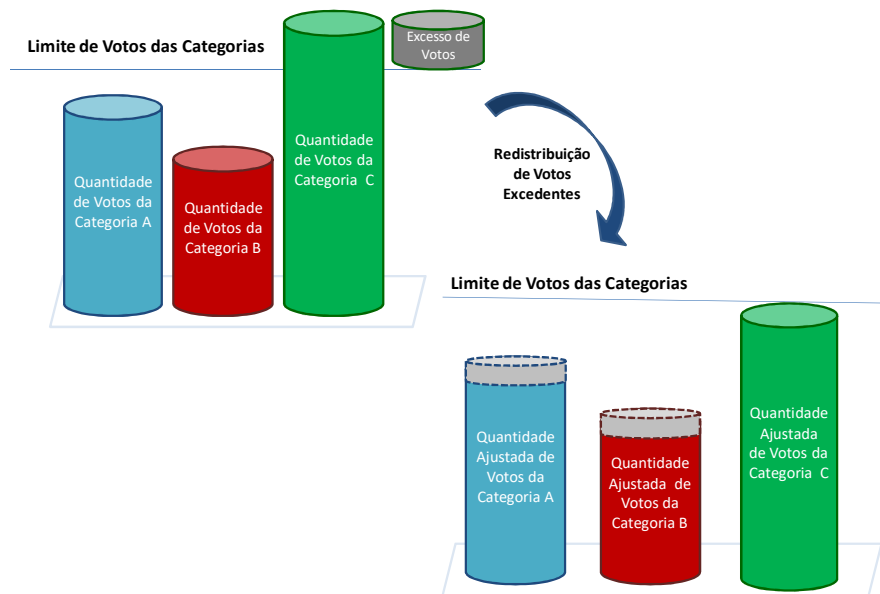 Limite de Votos das Categorias
Excesso de
Votos
Quantidade
de Votos da
Categoria A
Quantidade
de Votos da
Categoria B
Quantidade
de Votos da
Categoria C
Redistribuição
de Votos
Excedentes
Limite de Votos das Categorias
Quantidade
Ajustada de
Votos da
Categoria A
Quantidade
Ajustada de
Votos da
Categoria B
Quantidade
Ajustada
de Votos da
Categoria C